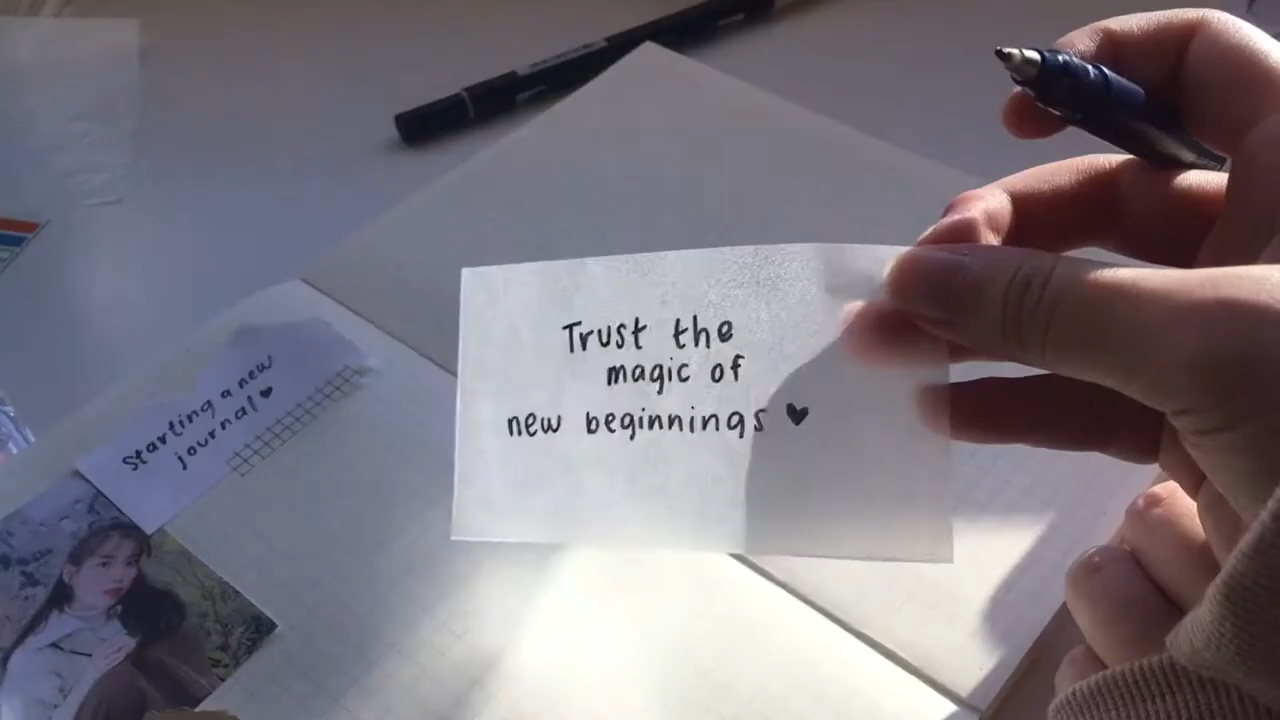 Trust the
magic of
new beginnings ♥
Starting a new
journal ♥